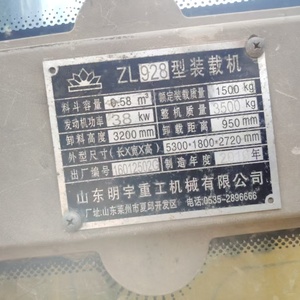 ZL928型装载机
料斗容量 0.58 m³ 额定装载质量 1500 kg
发动机功率 38 kw 整机质量 3500 kg
卸料高度 3200 mm 卸载距离 950 mm
外型尺寸(长X宽X高) 5300×1800×2720 mm
出厂编号 制造年度 年
山东明宇重工机械有限公司
厂址:山东莱州市夏邱开发区 电话:0535-2896666